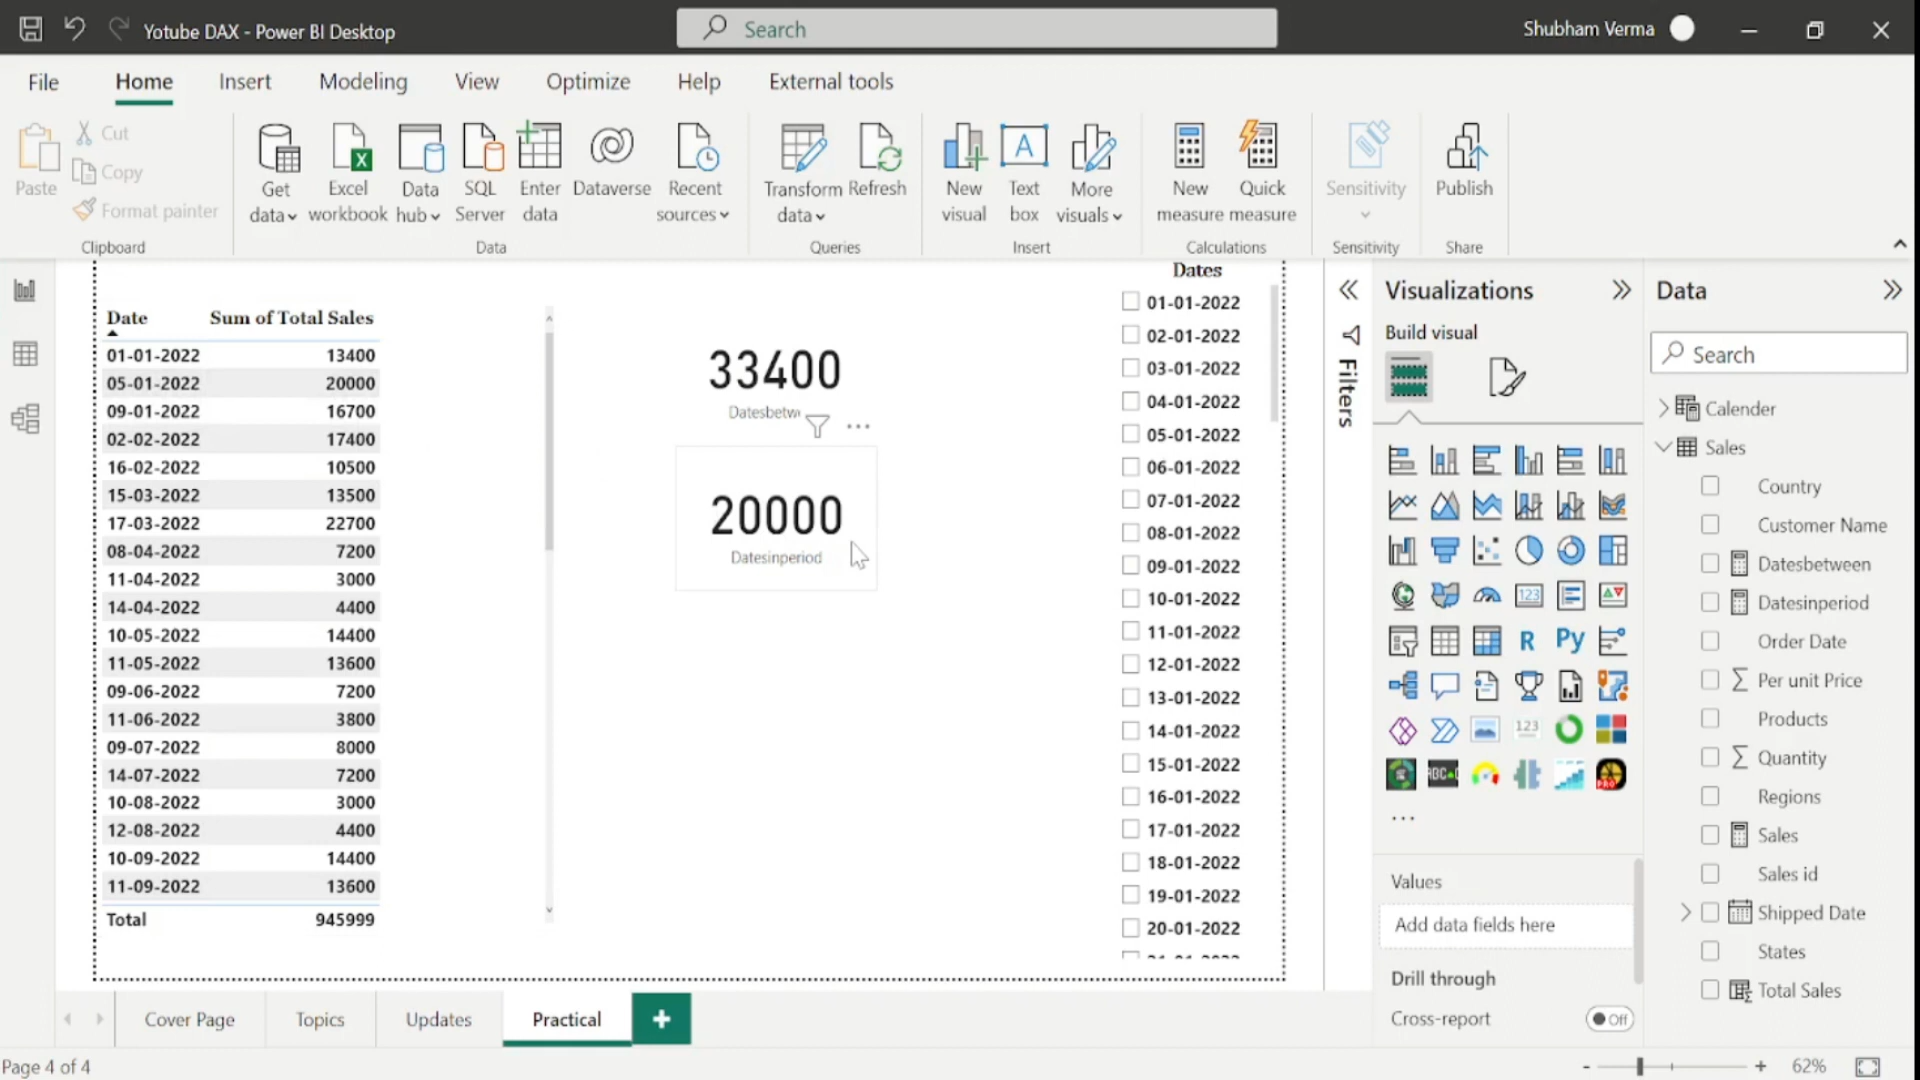 Yotube DAX - Power BI Desktop
Search
Shubham Verma
File
Home
Insert
Modeling
View
Optimize
Help
External tools
Paste
Cut
Copy
Format painter
Clipboard
Get data
Excel workbook
Data hub
SQL Server
Enter data
Dataverse
Recent sources
Data
Transform data
Refresh
Queries
New visual
Text box
More visuals
Insert
New measure
Quick measure
Calculations
Sensitivity
Sensitivity
Publish
Share
Date Sum of Total Sales
01-01-2022 13400
05-01-2022 20000
09-01-2022 16700
02-02-2022 17400
16-02-2022 10500
15-03-2022 13500
17-03-2022 22700
08-04-2022 7200
11-04-2022 3000
14-04-2022 4400
10-05-2022 14400
11-05-2022 13600
09-06-2022 7200
11-06-2022 3800
09-07-2022 8000
14-07-2022 7200
10-08-2022 3000
12-08-2022 4400
10-09-2022 14400
11-09-2022 13600
Total 945999
33400
Datesbetw
20000
Datesinperiod
Dates
01-01-2022
02-01-2022
03-01-2022
04-01-2022
05-01-2022
06-01-2022
07-01-2022
08-01-2022
09-01-2022
10-01-2022
11-01-2022
12-01-2022
13-01-2022
14-01-2022
15-01-2022
16-01-2022
17-01-2022
18-01-2022
19-01-2022
20-01-2022
Filters
Visualizations
Build visual
123
R
Py
123
PRO
...
Values
Add data fields here
Drill through
Cross-report
Off
Data
Search
Calender
Sales
Country
Customer Name
Datesbetween
Datesinperiod
Order Date
Per unit Price
Products
Quantity
Regions
Sales
Sales id
Shipped Date
States
Total Sales
Cover Page
Topics
Updates
Practical
Page 4 of 4
62%